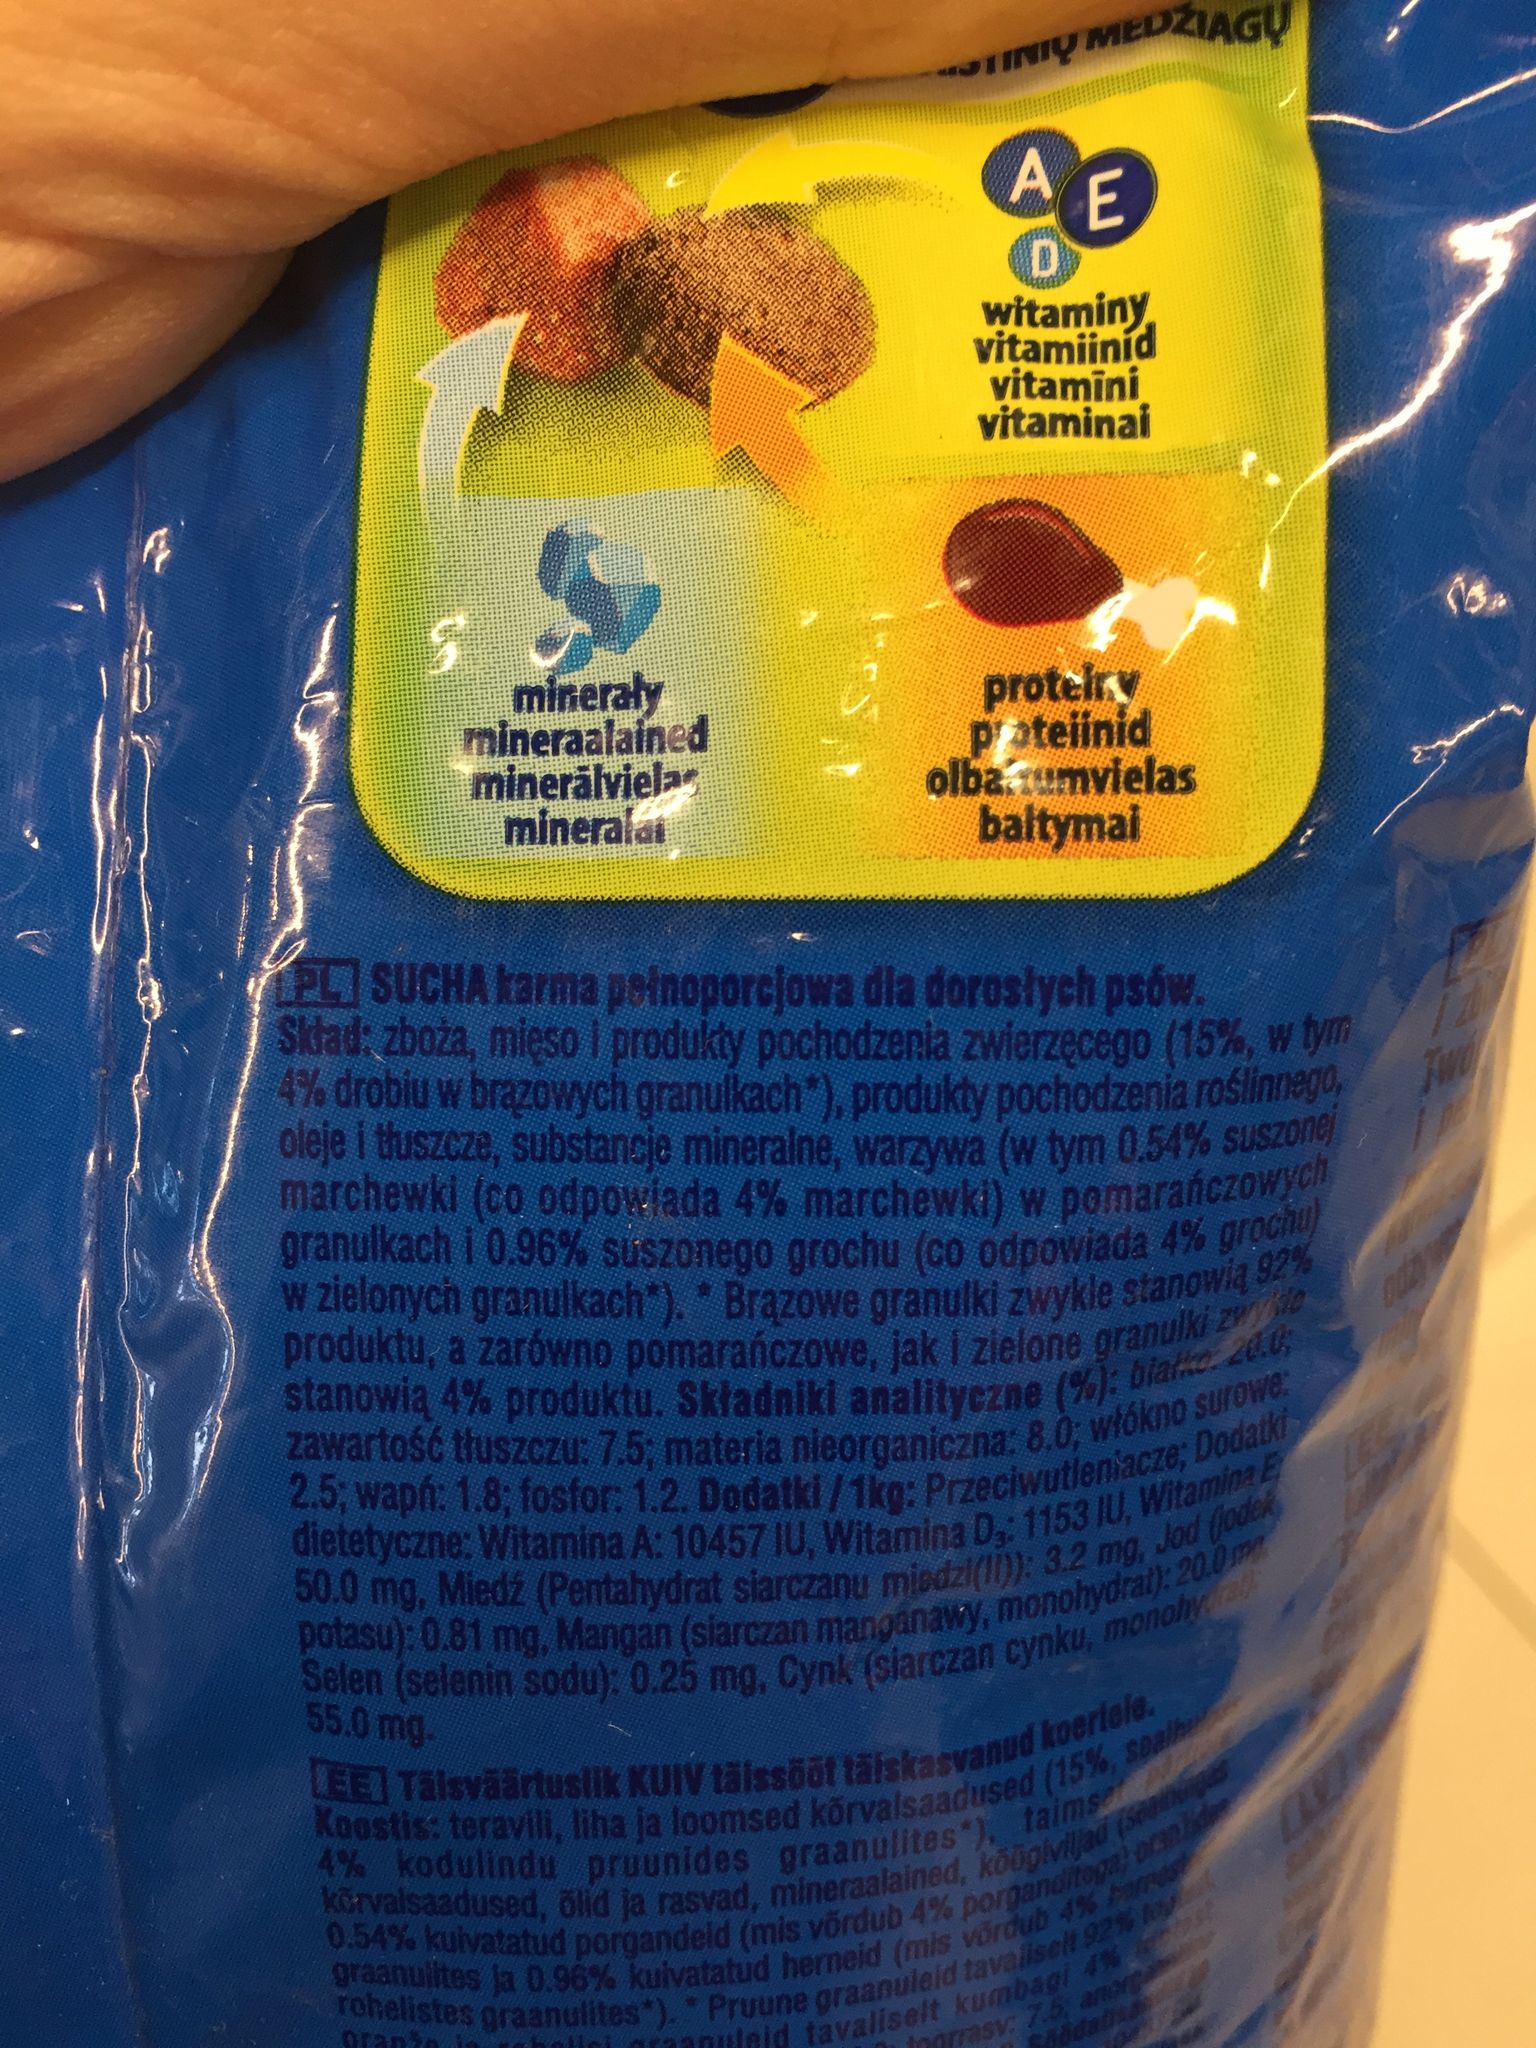 MEDŽIAGŲ
A
E
D
witaminy
vitamiinid
vitamīni
vitaminai
minerały
mineraalained
minerālvielas
mineralai
proteiny
proteiinid
olbaltumvielas
baltymai
PL SUCHA karma pełnoporcjowa dla dorosłych psów.
Skład: zboża, mięso i produkty pochodzenia zwierzęcego (15%, w tym
4% drobiu w brązowych granulkach*), produkty pochodzenia roślinnego,
oleje i tłuszcze, substancje mineralne, warzywa (w tym 0.54% suszonej
marchewki (co odpowiada 4% marchewki) w pomarańczowych
granulkach i 0.96% suszonego grochu (co odpowiada 4% grochu)
w zielonych granulkach*). * Brązowe granulki zwykle stanowią 92%
produktu, a zarówno pomarańczowe, jak i zielone granulki zwykle
stanowią 4% produktu. Składniki analityczne (%): białko: 20.0;
zawartość tłuszczu: 7.5; materia nieorganiczna: 8.0; włókno surowe:
2.5; wapń: 1.8; fosfor: 1.2. Dodatki / 1kg: Przeciwutleniacze; Dodatki
dietetyczne: Witamina A: 10457 IU, Witamina D₃: 1153 IU, Witamina E:
50.0 mg, Miedź (Pentahydrat siarczanu miedzi(II)): 3.2 mg, Jod (jodek
potasu): 0.81 mg, Mangan (siarczan manganawy, monohydrat): 20.0 mg,
Selen (selenin sodu): 0.25 mg, Cynk (siarczan cynku, monohydrat):
55.0 mg.
EE Täisväärtuslik KUIV täissööt täiskasvanud koertele.
Koostis: teravili, liha ja loomsed kõrvalsaadused (15%,
4% kodulindu pruunides graanulites*),
kõrvalsaadused, õlid ja rasvad, mineraalained, köögiviljad
0.54% kuivatatud porgandeid (mis võrdub 4% porganditega)
graanulites ja 0.96% kuivatatud herneid (mis võrdub 4%
rohelistes graanulites*). * Pruune graanuleid tavaliselt 92%
graanuleid tavaliselt kumbagi 4%